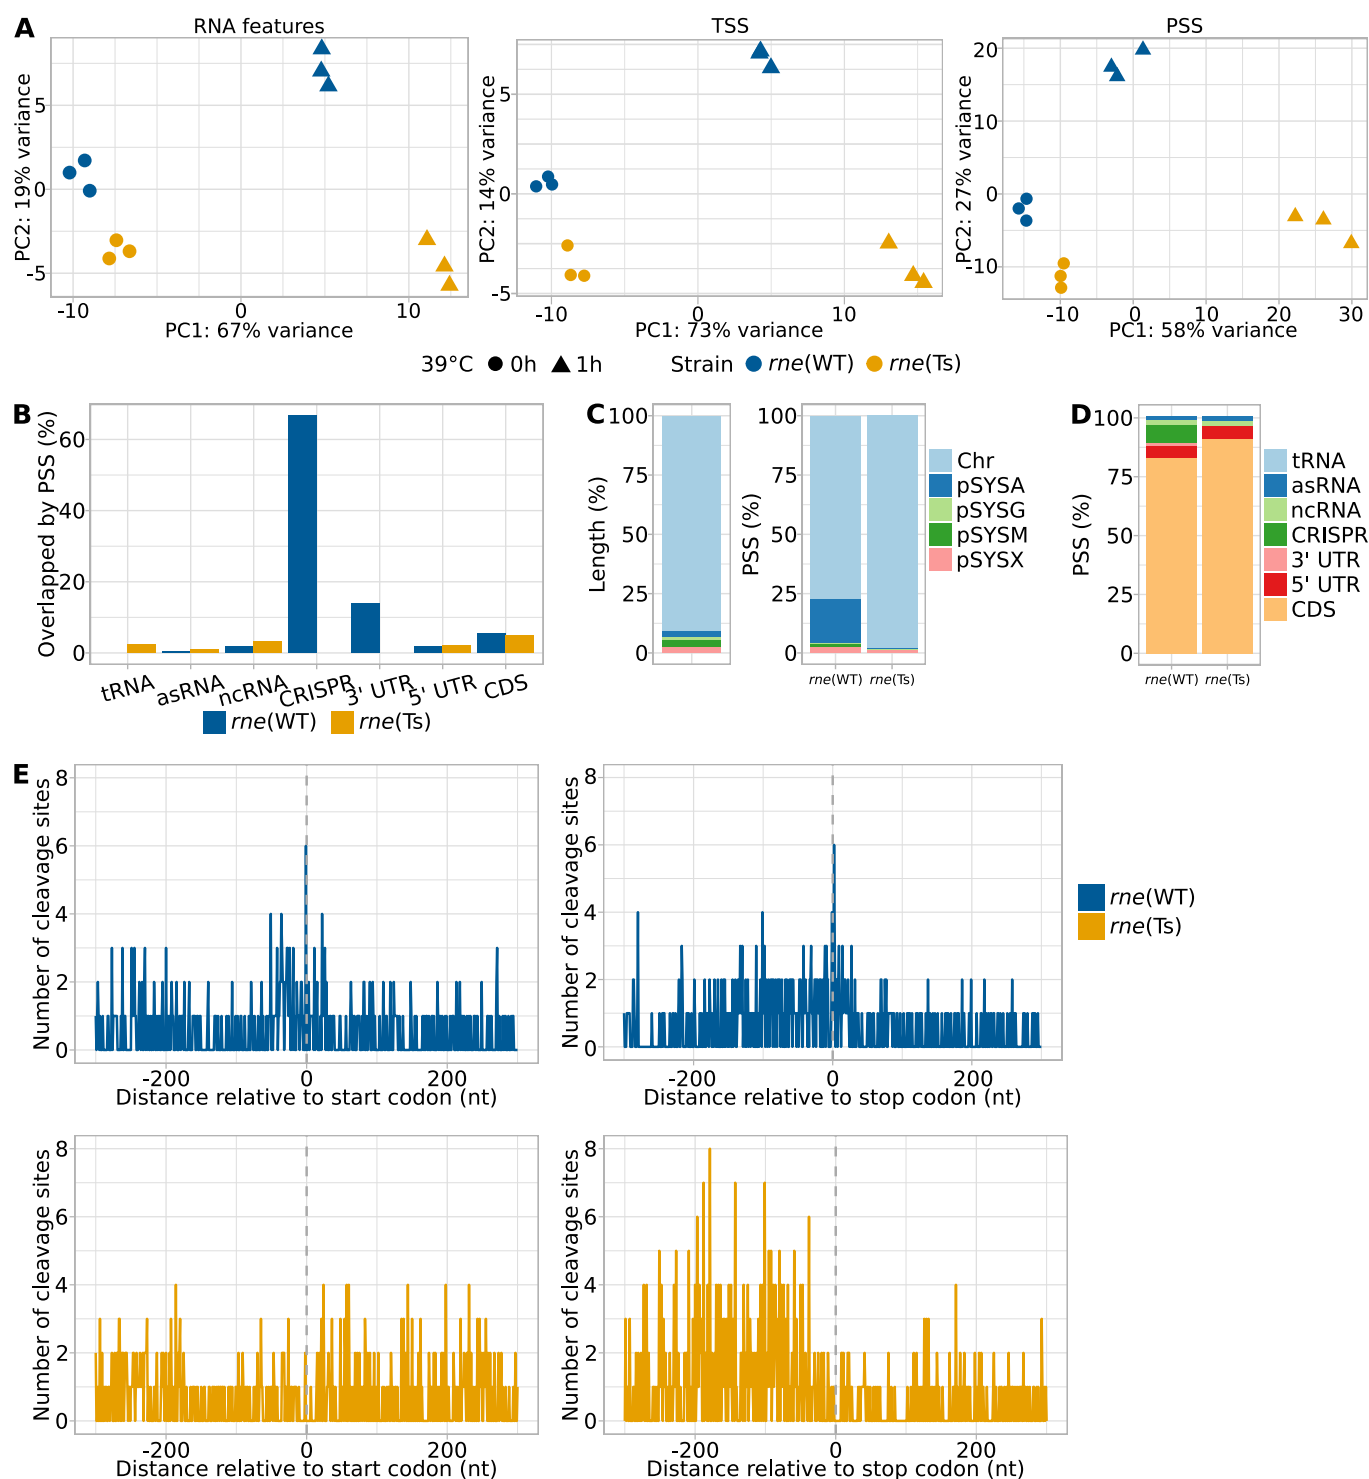 A
RNA features
TSS
PSS
PC2: 19% variance
5
0
-5
-10
0
10
PC1: 67% variance
PC2: 14% variance
5
0
-5
-10
0
10
PC1: 73% variance
PC2: 27% variance
20
10
0
-10
-10
0
10
20
30
PC1: 58% variance
39°C
0h
1h
Strain
rne(WT)
rne(Ts)
B
Overlapped by PSS (%)
60
40
20
0
tRNA
asRNA
ncRNA
CRISPR
3' UTR
5' UTR
CDS
rne(WT)
rne(Ts)
C
Length (%)
100
75
50
25
0
PSS (%)
100
75
50
25
0
rne(WT)
rne(Ts)
Chr
pSYSA
pSYSG
pSYSM
pSYSX
D
PSS (%)
100
75
50
25
0
rne(WT)
rne(Ts)
tRNA
asRNA
ncRNA
CRISPR
3' UTR
5' UTR
CDS
E
Number of cleavage sites
8
6
4
2
0
-200
0
200
Distance relative to start codon (nt)
Number of cleavage sites
8
6
4
2
0
-200
0
200
Distance relative to stop codon (nt)
rne(WT)
rne(Ts)
Number of cleavage sites
8
6
4
2
0
-200
0
200
Distance relative to start codon (nt)
Number of cleavage sites
8
6
4
2
0
-200
0
200
Distance relative to stop codon (nt)